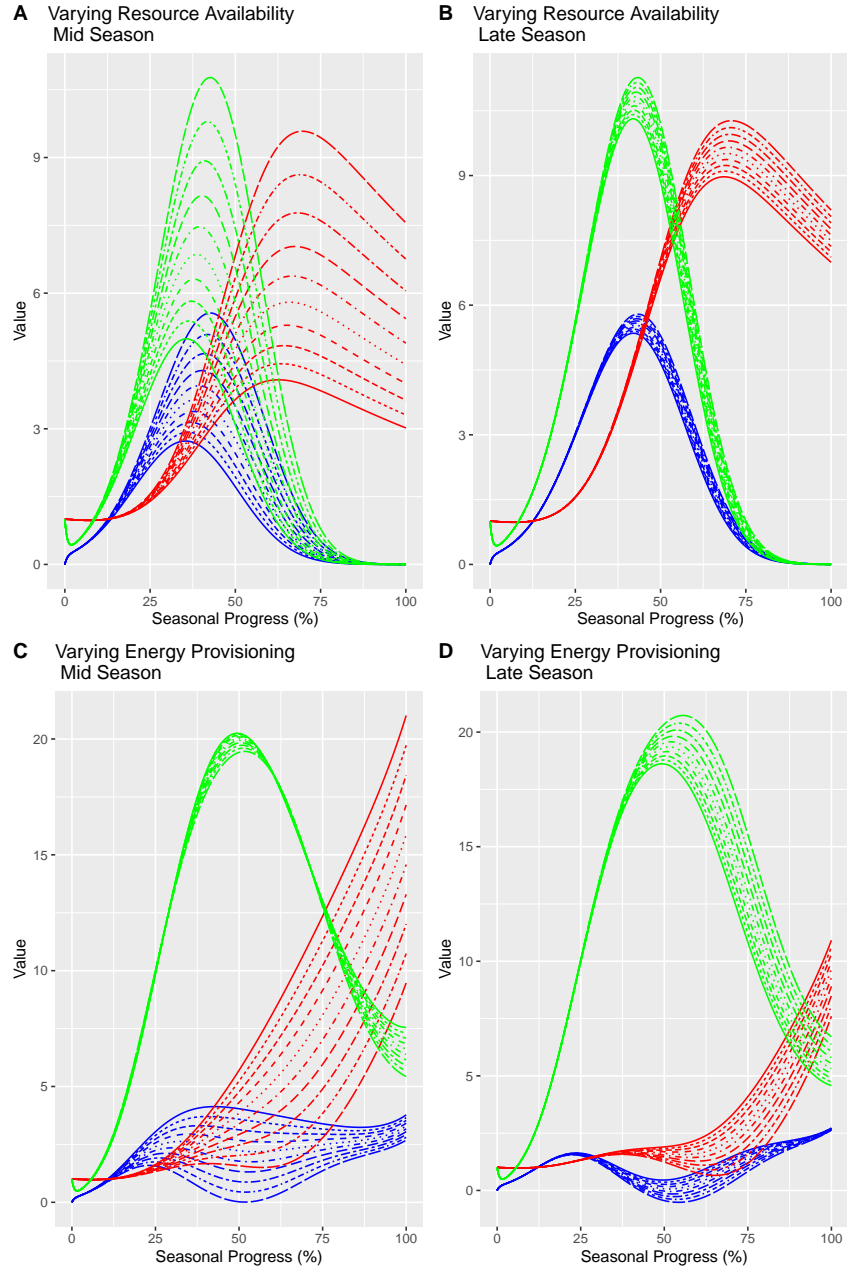 A
Varying Resource Availability
Mid Season
Value
9
6
3
0
0
25
50
75
100
Seasonal Progress (%)
B
Varying Resource Availability
Late Season
Value
9
6
3
0
0
25
50
75
100
Seasonal Progress (%)
C
Varying Energy Provisioning
Mid Season
Value
20
15
10
5
0
0
25
50
75
100
Seasonal Progress (%)
D
Varying Energy Provisioning
Late Season
Value
20
15
10
5
0
0
25
50
75
100
Seasonal Progress (%)